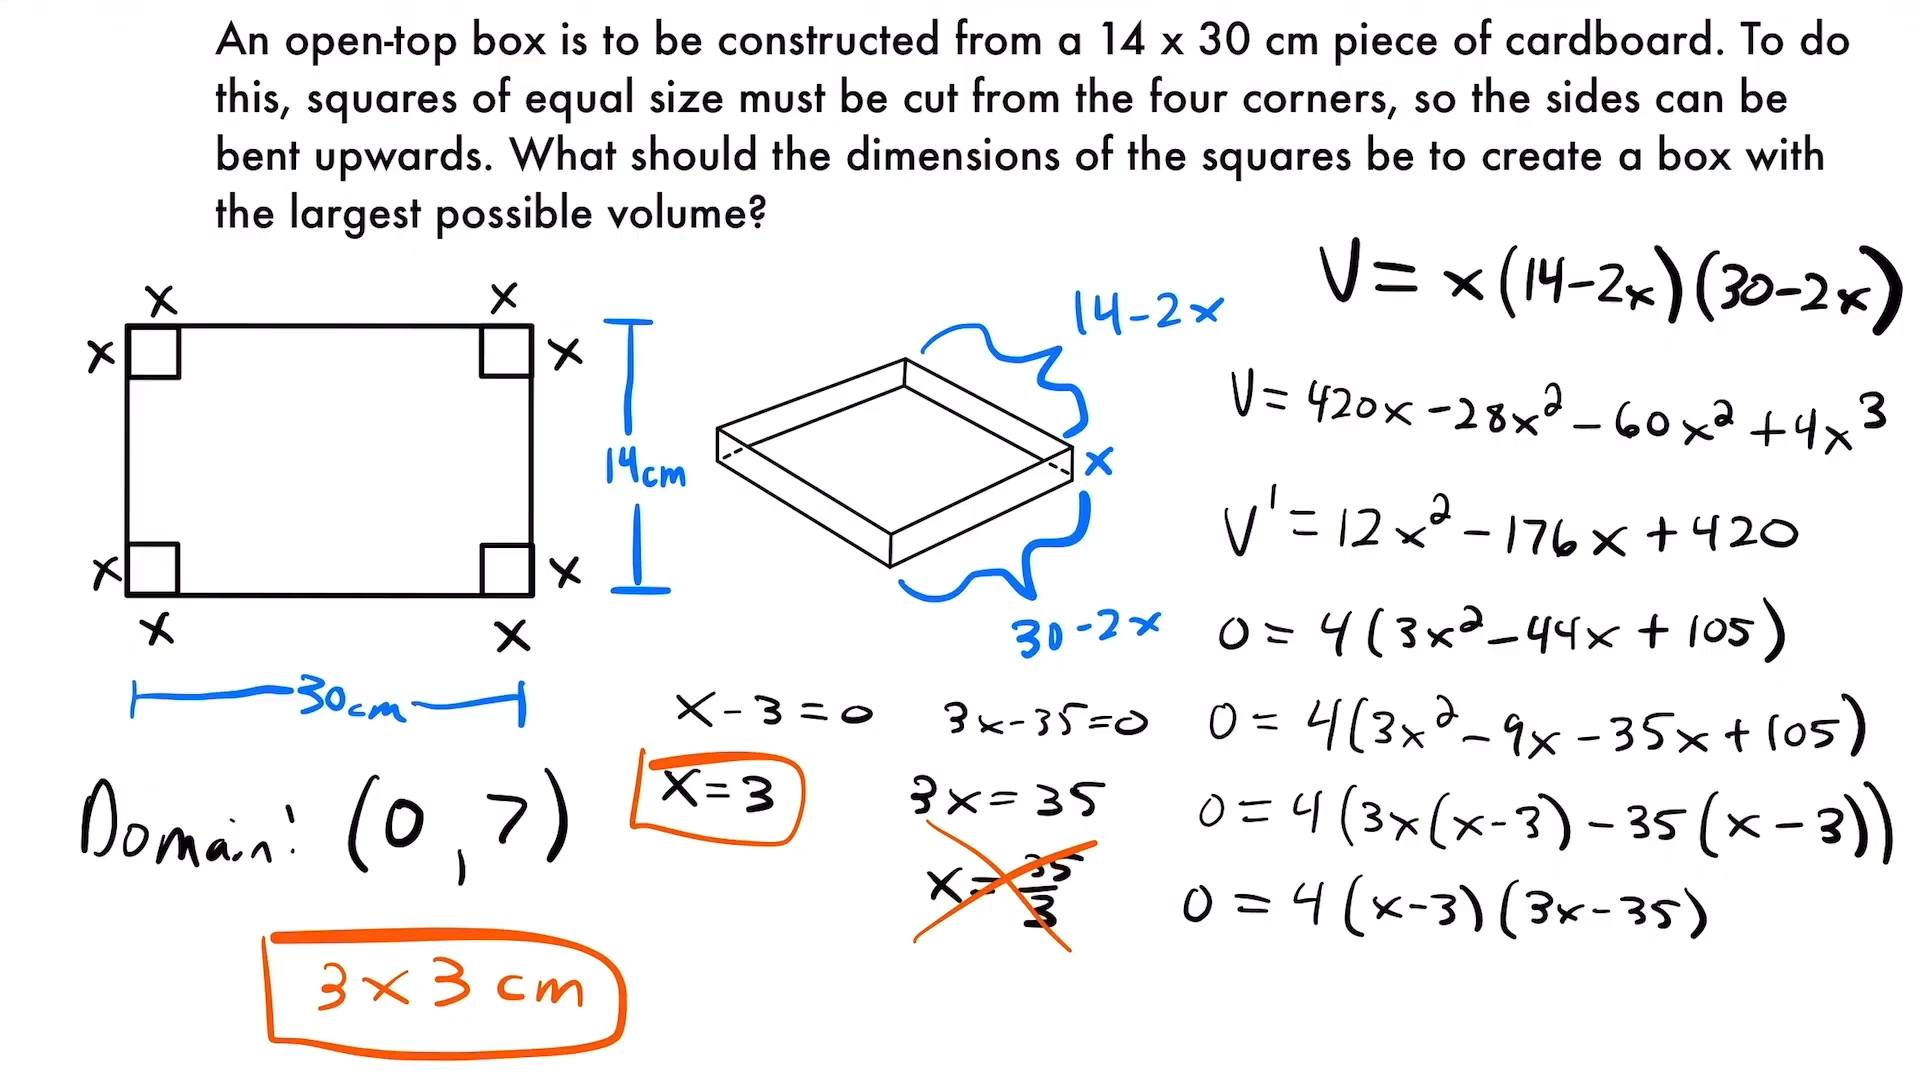 An open-top box is to be constructed from a 14 x 30 cm piece of cardboard. To do
this, squares of equal size must be cut from the four corners, so the sides can be
bent upwards. What should the dimensions of the squares be to create a box with
the largest possible volume?
x x
x x
x x
x x
14cm
30cm
14-2x
x
30-2x
V = x(14-2x)(30-2x)
V = 420x - 28x² - 60x² + 4x³
V' = 12x² - 176x + 420
0 = 4(3x² - 44x + 105)
0 = 4(3x² - 9x - 35x + 105)
0 = 4(3x(x-3) - 35(x-3))
0 = 4(x-3)(3x-35)
x - 3 = 0
x = 3
3x - 35 = 0
3x = 35
x = 35/3
Domain: (0, 7)
3 x 3 cm